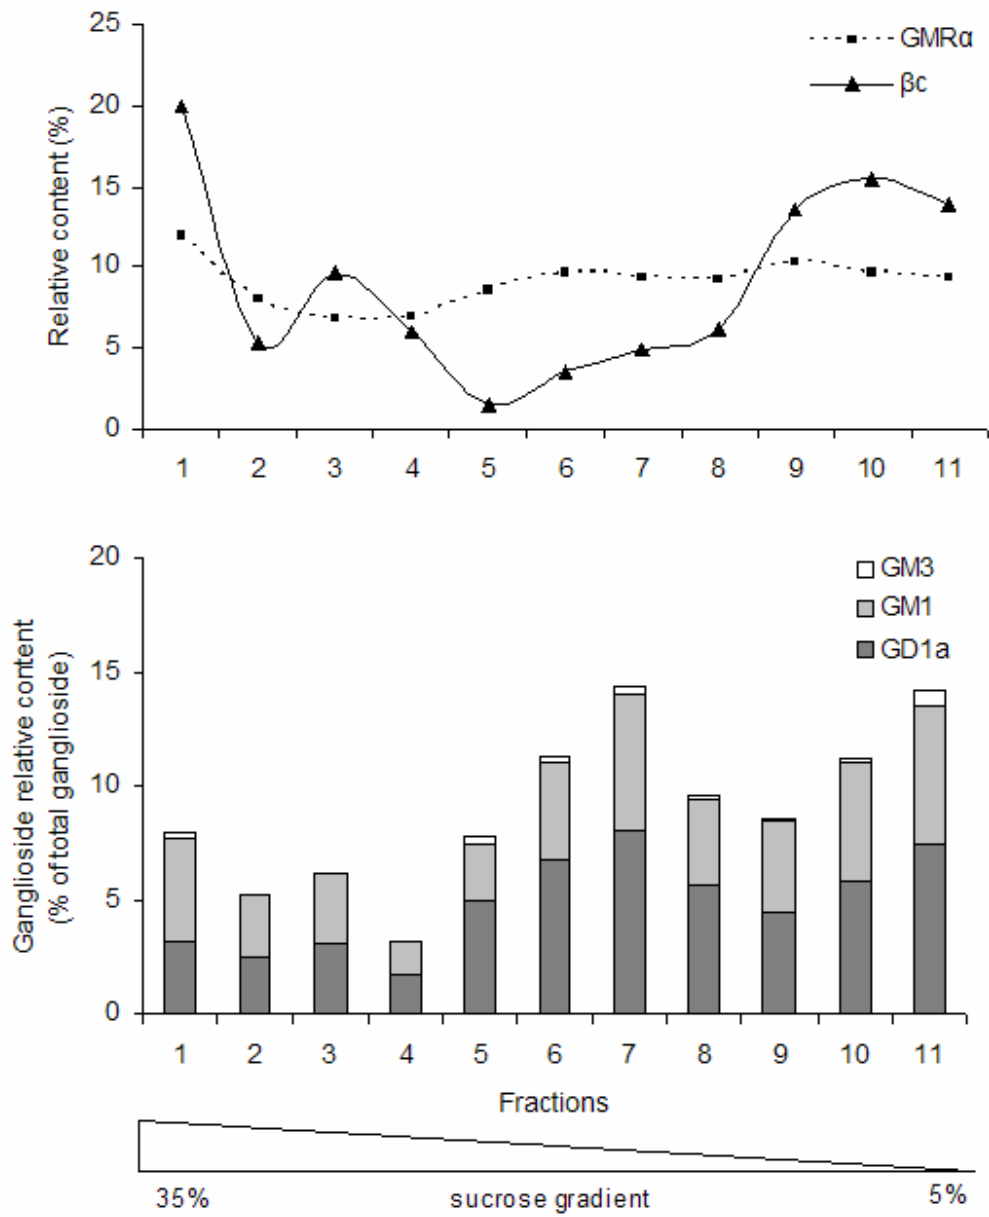 25
20
15
10
5
0
Relative content (%)
GMRα
βc
1 2 3 4 5 6 7 8 9 10 11
20
15
10
5
0
Ganglioside relative content
(% of total ganglioside)
GM3
GM1
GD1a
1 2 3 4 5 6 7 8 9 10 11
Fractions
35% sucrose gradient 5%